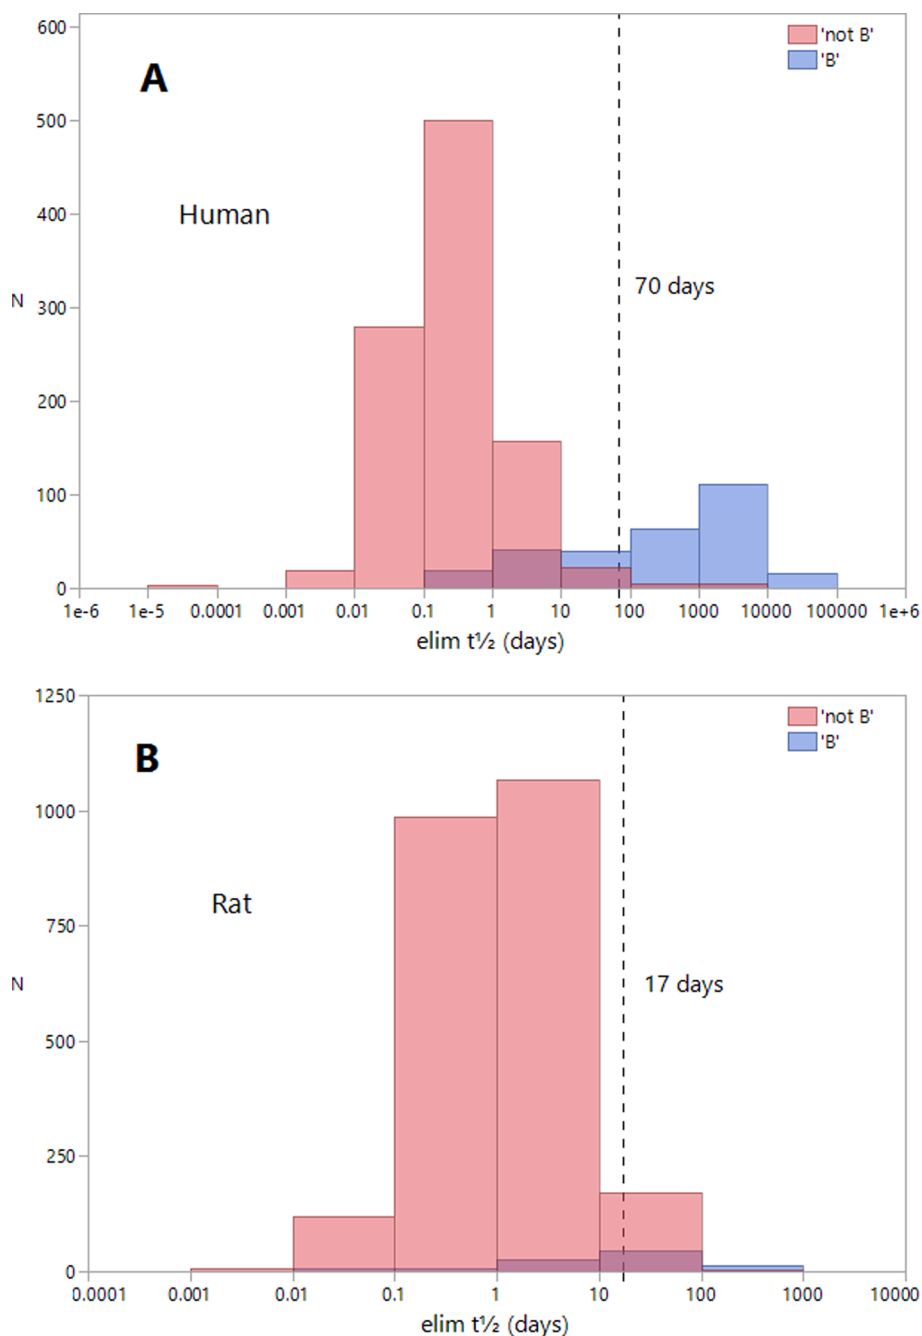 600
'not B'
'B'
A
500
Human
400
70 days
N
300
200
100
0
1e-6 1e-5 0.0001 0.001 0.01 0.1 1 10 100 1000 10000 100000 1e+6
elim t½ (days)
1250
'not B'
'B'
B
1000
Rat
750
N
17 days
500
250
0
0.0001 0.001 0.01 0.1 1 10 100 1000 10000
elim t½ (days)